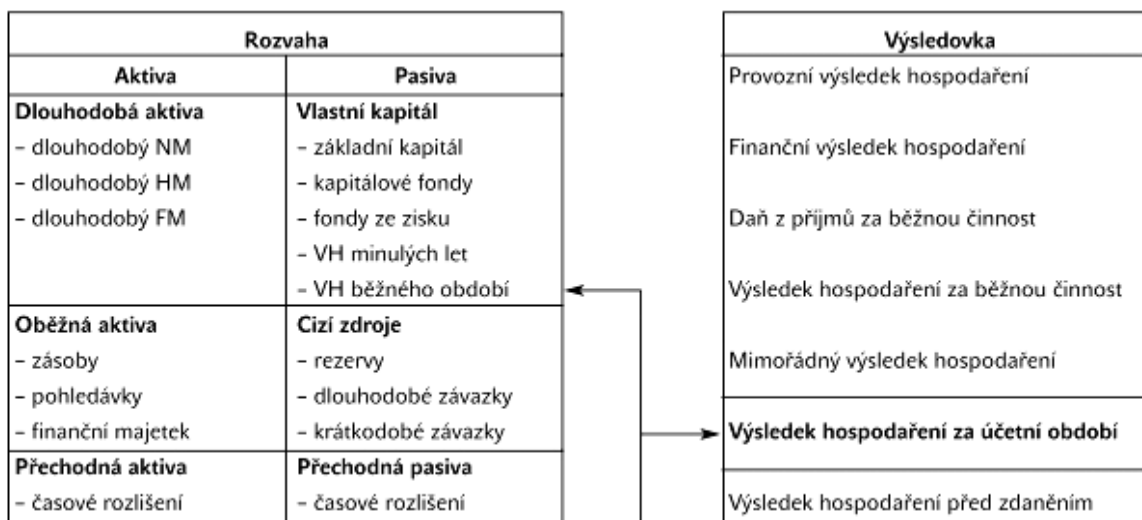 Rozvaha
Aktiva
Pasiva
Dlouhodobá aktiva
– dlouhodobý NM
– dlouhodobý HM
– dlouhodobý FM
Vlastní kapitál
– základní kapitál
– kapitálové fondy
– fondy ze zisku
– VH minulých let
– VH běžného období
Oběžná aktiva
– zásoby
– pohledávky
– finanční majetek
Cizí zdroje
– rezervy
– dlouhodobé závazky
– krátkodobé závazky
Přechodná aktiva
– časové rozlišení
Přechodná pasiva
– časové rozlišení
Výsledovka
Provozní výsledek hospodaření
Finanční výsledek hospodaření
Daň z příjmů za běžnou činnost
Výsledek hospodaření za běžnou činnost
Mimořádný výsledek hospodaření
Výsledek hospodaření za účetní období
Výsledek hospodaření před zdaněním